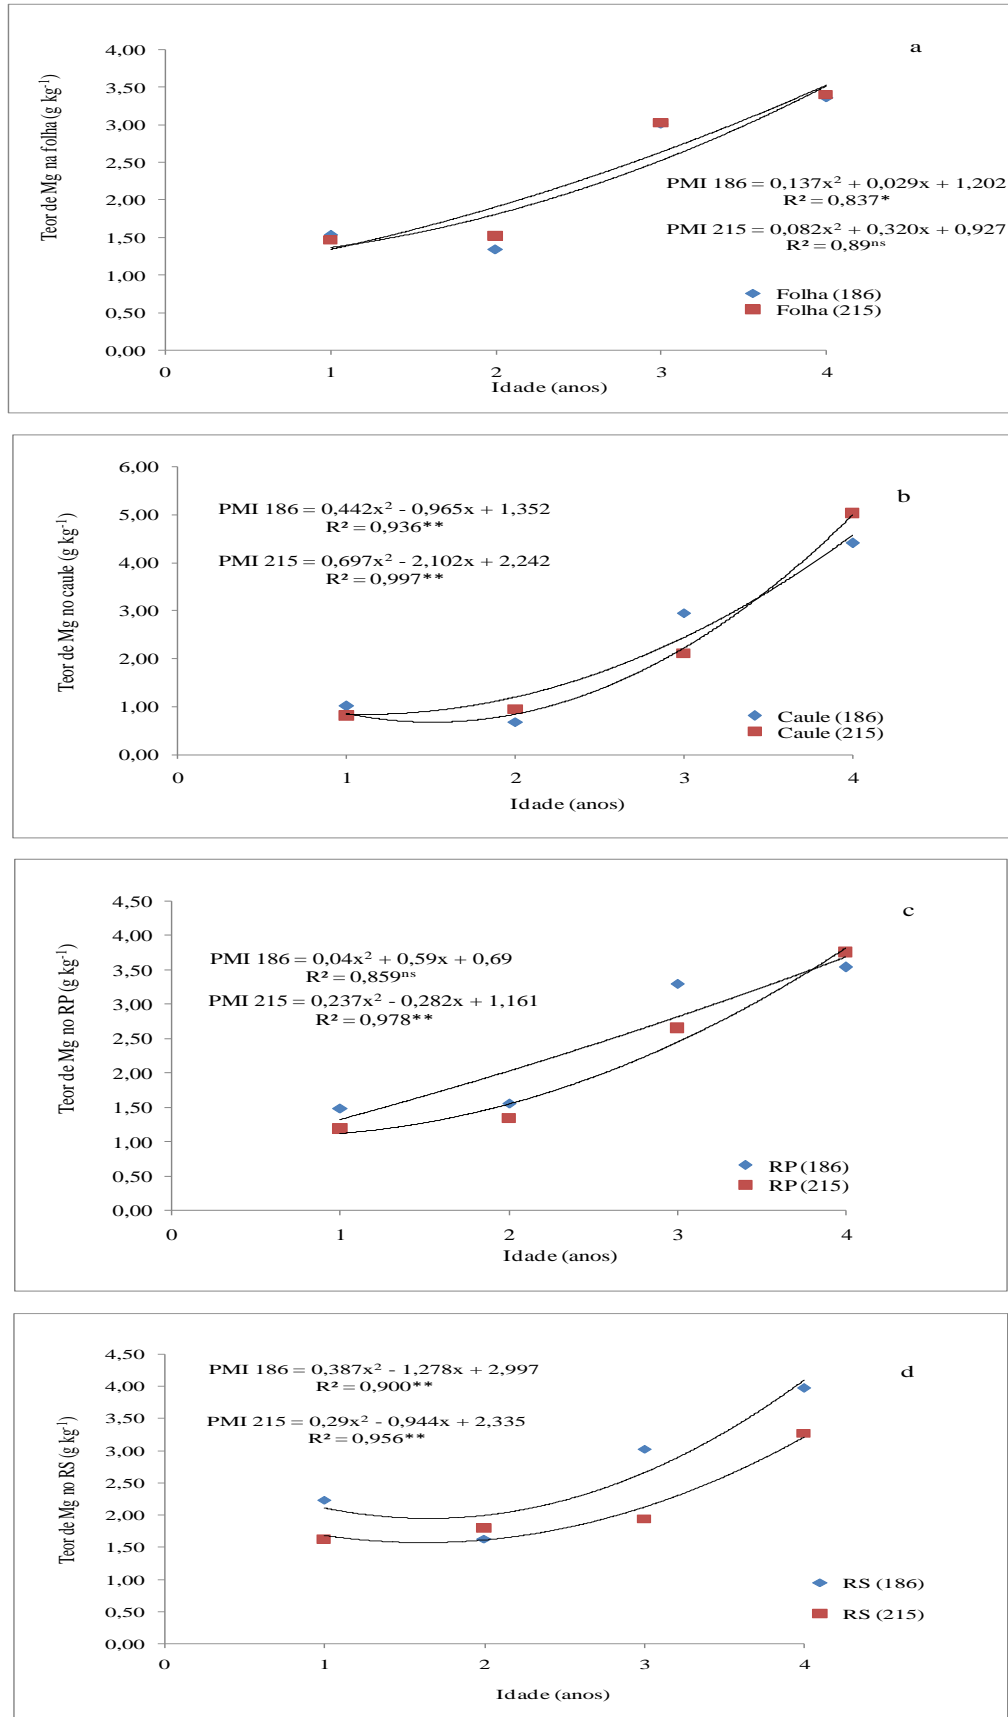 a
Teor de Mg na folha (g kg⁻¹)
4,00
3,50
3,00
2,50
2,00
1,50
1,00
0,50
0,00
PMI 186 = 0,137x² + 0,029x + 1,202
R² = 0,837*
PMI 215 = 0,082x² + 0,320x + 0,927
R² = 0,89ⁿˢ
Folha (186)
Folha (215)
0 1 2 3 4
Idade (anos)
b
Teor de Mg no caule (g kg⁻¹)
6,00
5,00
4,00
3,00
2,00
1,00
0,00
PMI 186 = 0,442x² - 0,965x + 1,352
R² = 0,936**
PMI 215 = 0,697x² - 2,102x + 2,242
R² = 0,997**
Caule (186)
Caule (215)
0 1 2 3 4
Idade (anos)
c
Teor de Mg no RP (g kg⁻¹)
4,50
4,00
3,50
3,00
2,50
2,00
1,50
1,00
0,50
0,00
PMI 186 = 0,04x² + 0,59x + 0,69
R² = 0,859ⁿˢ
PMI 215 = 0,237x² - 0,282x + 1,161
R² = 0,978**
RP (186)
RP (215)
0 1 2 3 4
Idade (anos)
d
Teor de Mg no RS (g kg⁻¹)
4,50
4,00
3,50
3,00
2,50
2,00
1,50
1,00
0,50
0,00
PMI 186 = 0,387x² - 1,278x + 2,997
R² = 0,900**
PMI 215 = 0,29x² - 0,944x + 2,335
R² = 0,956**
RS (186)
RS (215)
0 1 2 3 4
Idade (anos)